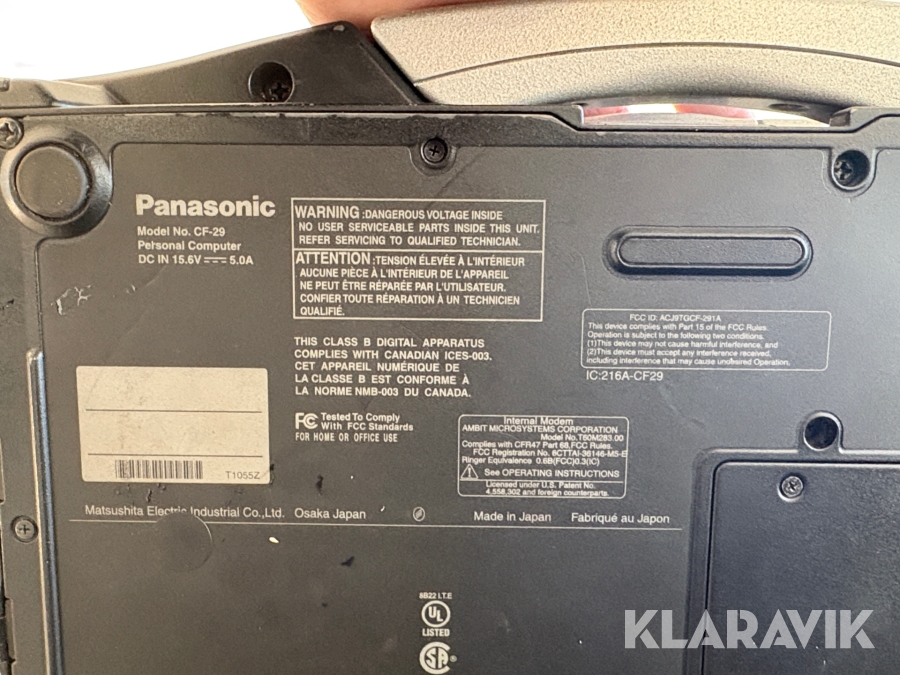 Panasonic
Model No. CF-29
Personal Computer
DC IN 15.6V⎓ 5.0A
WARNING :DANGEROUS VOLTAGE INSIDE
NO USER SERVICEABLE PARTS INSIDE THIS UNIT.
REFER SERVICING TO QUALIFIED TECHNICIAN.
ATTENTION :TENSION ÉLEVÉE À L'INTÉRIEUR
AUCUNE PIÈCE À L'INTÉRIEUR DE L'APPAREIL
NE PEUT ÊTRE RÉPARÉE PAR L'UTILISATEUR.
CONFIER TOUTE RÉPARATION À UN TECHNICIEN
QUALIFIÉ.
THIS CLASS B DIGITAL APPARATUS
COMPLIES WITH CANADIAN ICES-003.
CET APPAREIL NUMÉRIQUE DE
LA CLASSE B EST CONFORME À
LA NORME NMB-003 DU CANADA.
FC Tested To Comply
With FCC Standards
FOR HOME OR OFFICE USE
FCC ID: ACJ9TGCF-291A
This device complies with Part 15 of the FCC Rules.
Operation is subject to the following two conditions.
(1)This device may not cause harmful interference, and
(2)This device must accept any interference received,
including interference that may cause undesired Operation.
IC:216A-CF29
Internal Modem
AMBIT MICROSYSTEMS CORPORATION
Model No.T60M283.00
Complies with CFR47 Part 68,FCC Rules.
FCC Registration No. 6CTTAI-36146-M5-E
Ringer Equivalence 0.6B(FCC)0.3(IC)
See OPERATING INSTRUCTIONS
Licensed under U.S. Patent No.
4,558,302 and foreign counterparts.
T1055Z
Matsushita Electric Industrial Co.,Ltd. Osaka Japan
Made in Japan Fabriqué au Japon
6B22 I.T.E
UL
LISTED
SA
KLARAVIK